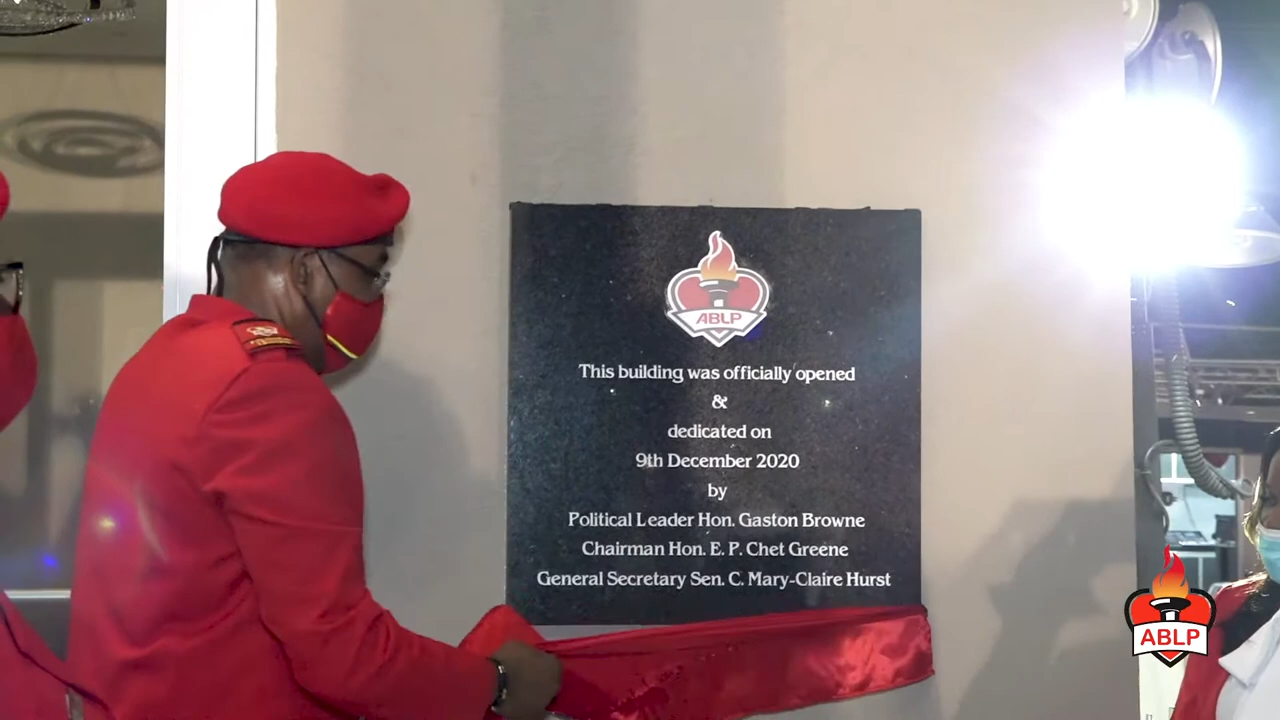 ABLP
This building was officially opened
&
dedicated on
9th December 2020
by
Political Leader Hon. Gaston Browne
Chairman Hon. E. P. Chet Greene
General Secretary Sen. C. Mary-Claire Hurst
ABLP